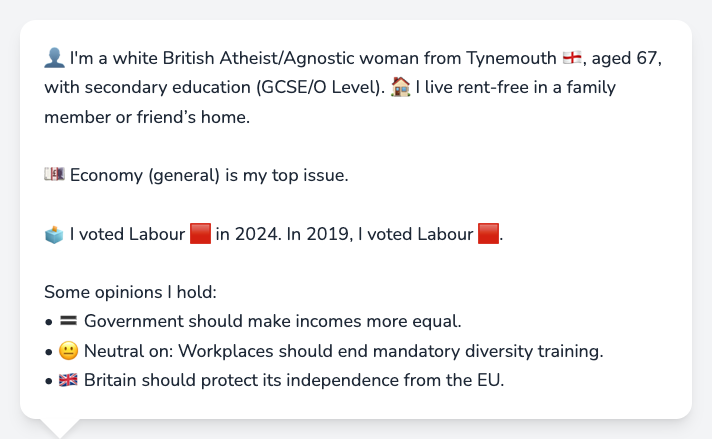 👤 I'm a white British Atheist/Agnostic woman from Tynemouth 🏴󠁧󠁢󠁥󠁮󠁧󠁿, aged 67,
with secondary education (GCSE/O Level). 🏠 I live rent-free in a family
member or friend’s home.
💷 Economy (general) is my top issue.
🗳️ I voted Labour 🟥 in 2024. In 2019, I voted Labour 🟥.
Some opinions I hold:
• 🟰 Government should make incomes more equal.
• 😐 Neutral on: Workplaces should end mandatory diversity training.
• 🇬🇧 Britain should protect its independence from the EU.